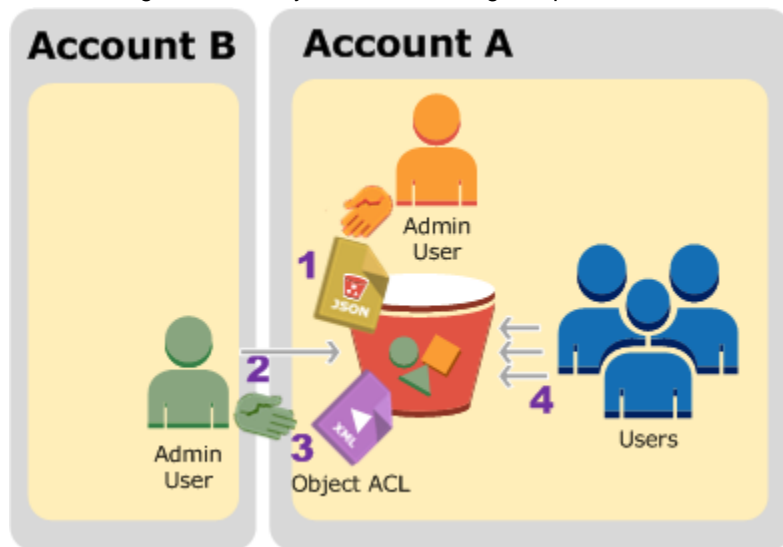 Account B
Account A
Admin
User
1
JSON
2
4
3
XML
Admin
User
Object ACL
Users